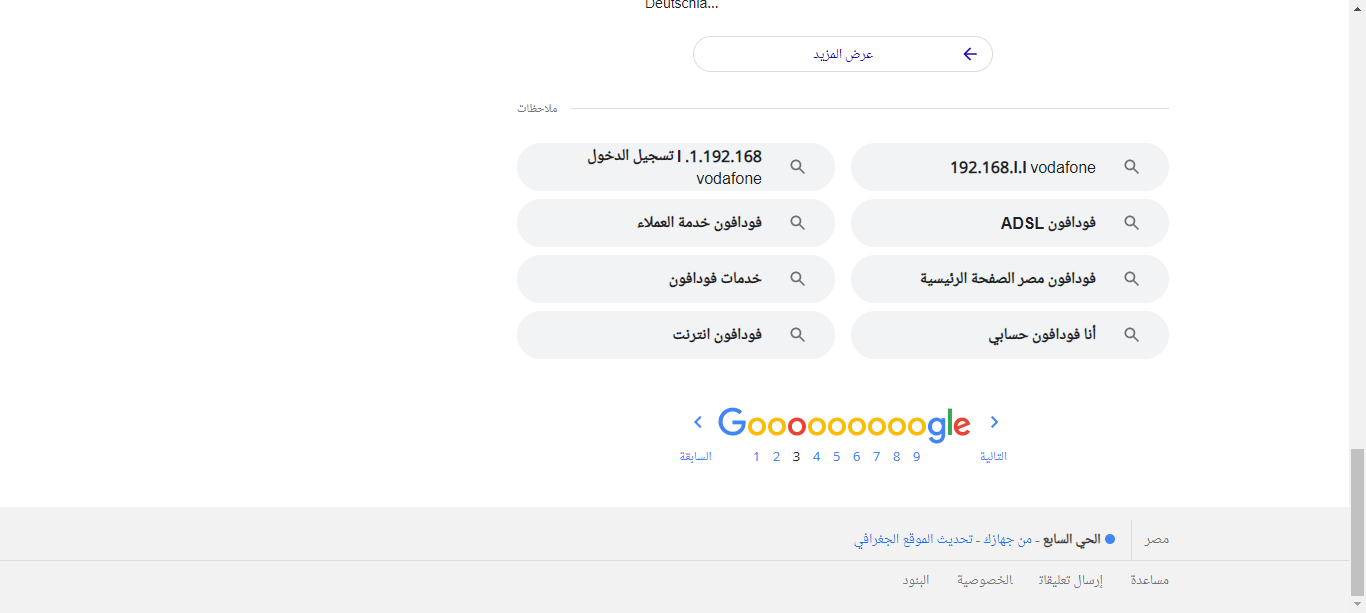 Deutschla...
عرض المزيد
ملاحظات
192.168.l.l vodafone
192.168.1. l تسجيل الدخول
vodafone
فودافون ADSL
فودافون خدمة العملاء
فودافون مصر الصفحة الرئيسية
خدمات فودافون
أنا فودافون حسابي
فودافون انترنت
Goooooooooogle
السابقة 1 2 3 4 5 6 7 8 9 التالية
مصر
الحي السابع - من جهازك - تحديث الموقع الجغرافي
مساعدة إرسال تعليقات الخصوصية البنود